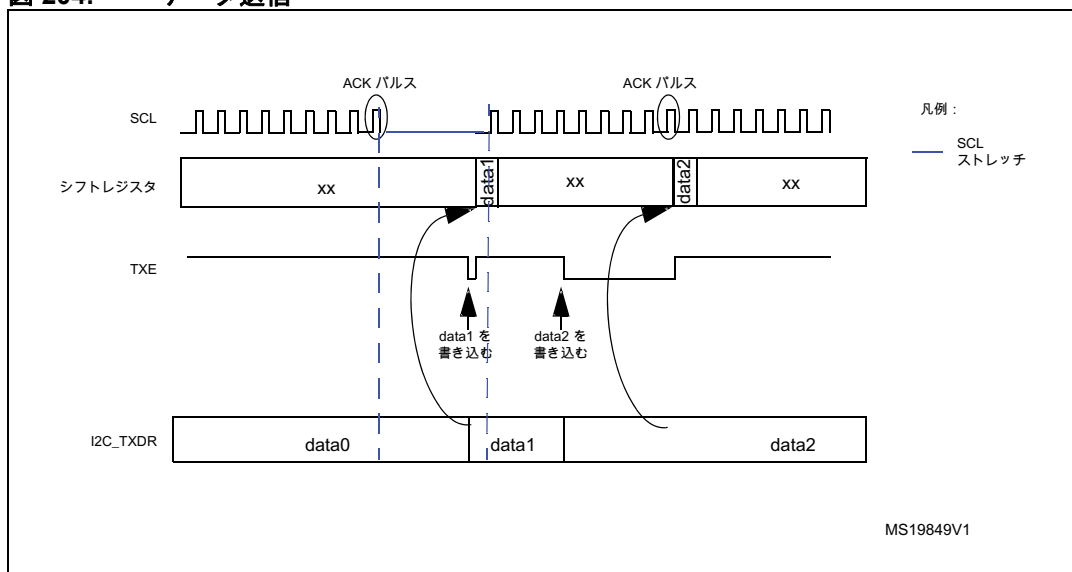 ACK パルス
ACK パルス
SCL
凡例：
SCL
ストレッチ
シフトレジスタ
xx
data1
xx
data2
xx
TXE
data1 を
書き込む
data2 を
書き込む
I2C_TXDR
data0
data1
data2
MS19849V1